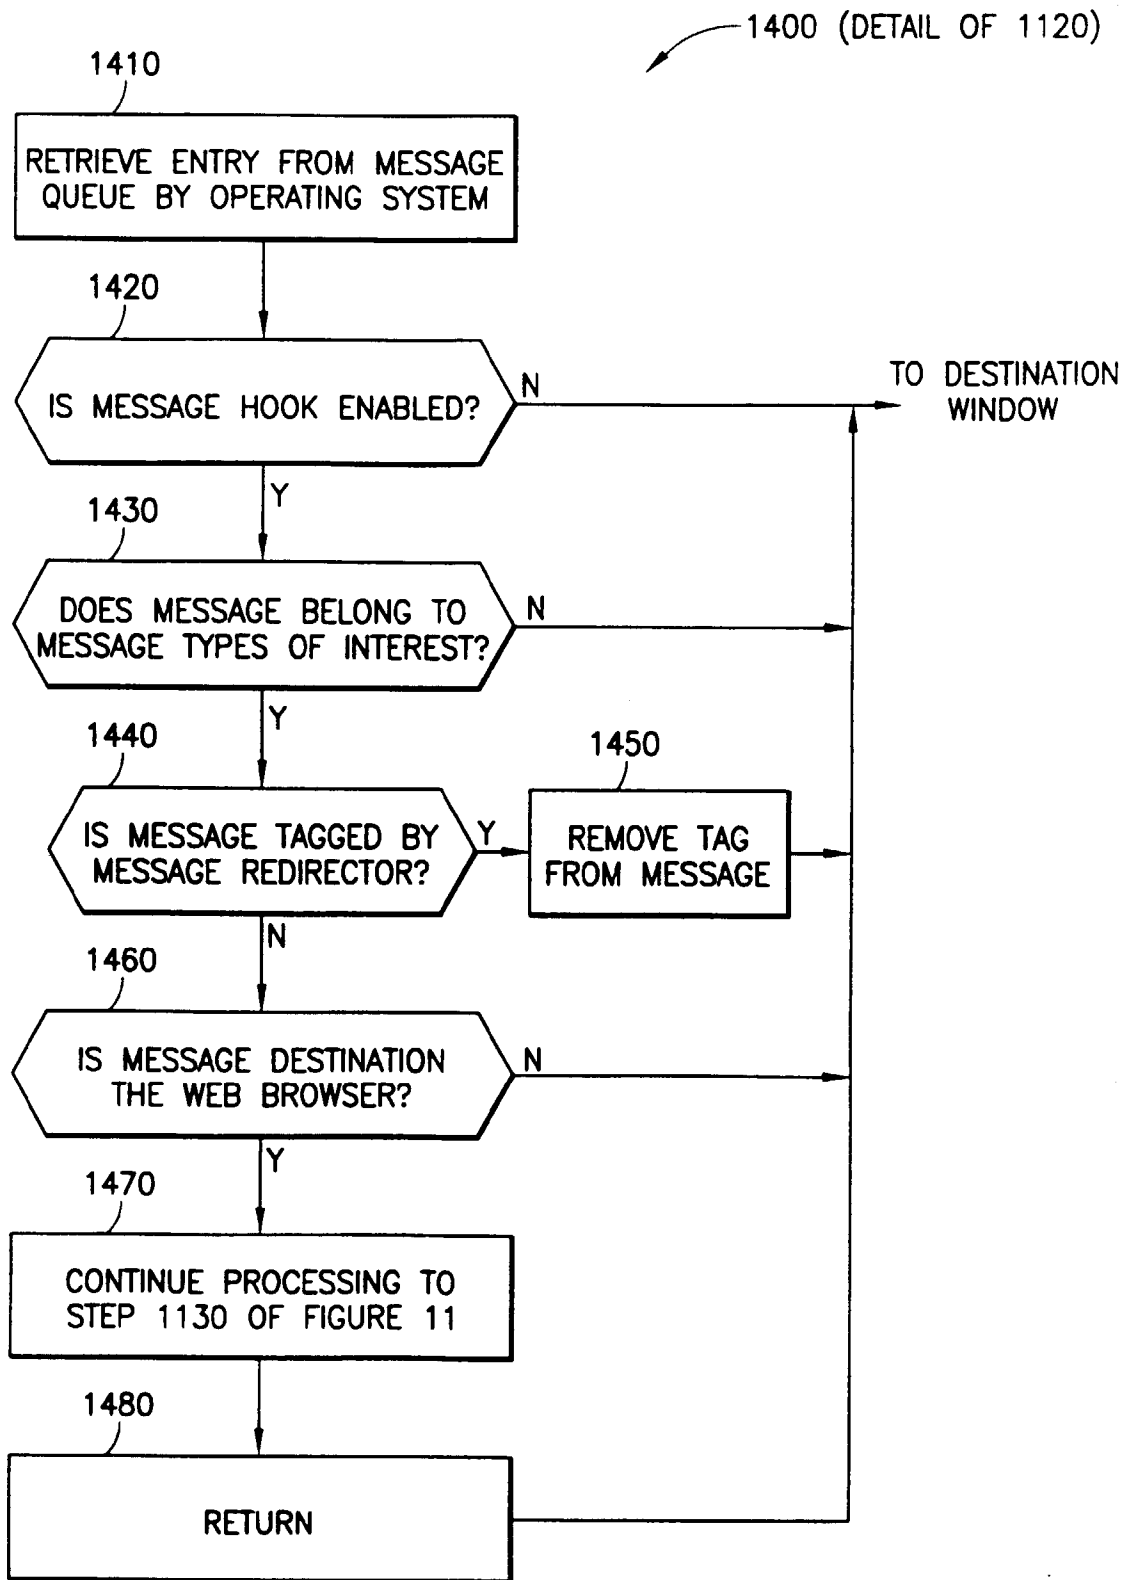 1400 (DETAIL OF 1120)
1410
RETRIEVE ENTRY FROM MESSAGE
QUEUE BY OPERATING SYSTEM
1420
IS MESSAGE HOOK ENABLED?
N
TO DESTINATION
WINDOW
Y
1430
DOES MESSAGE BELONG TO
MESSAGE TYPES OF INTEREST?
N
Y
1440
IS MESSAGE TAGGED BY
MESSAGE REDIRECTOR?
Y
1450
REMOVE TAG
FROM MESSAGE
N
1460
IS MESSAGE DESTINATION
THE WEB BROWSER?
N
Y
1470
CONTINUE PROCESSING TO
STEP 1130 OF FIGURE 11
1480
RETURN